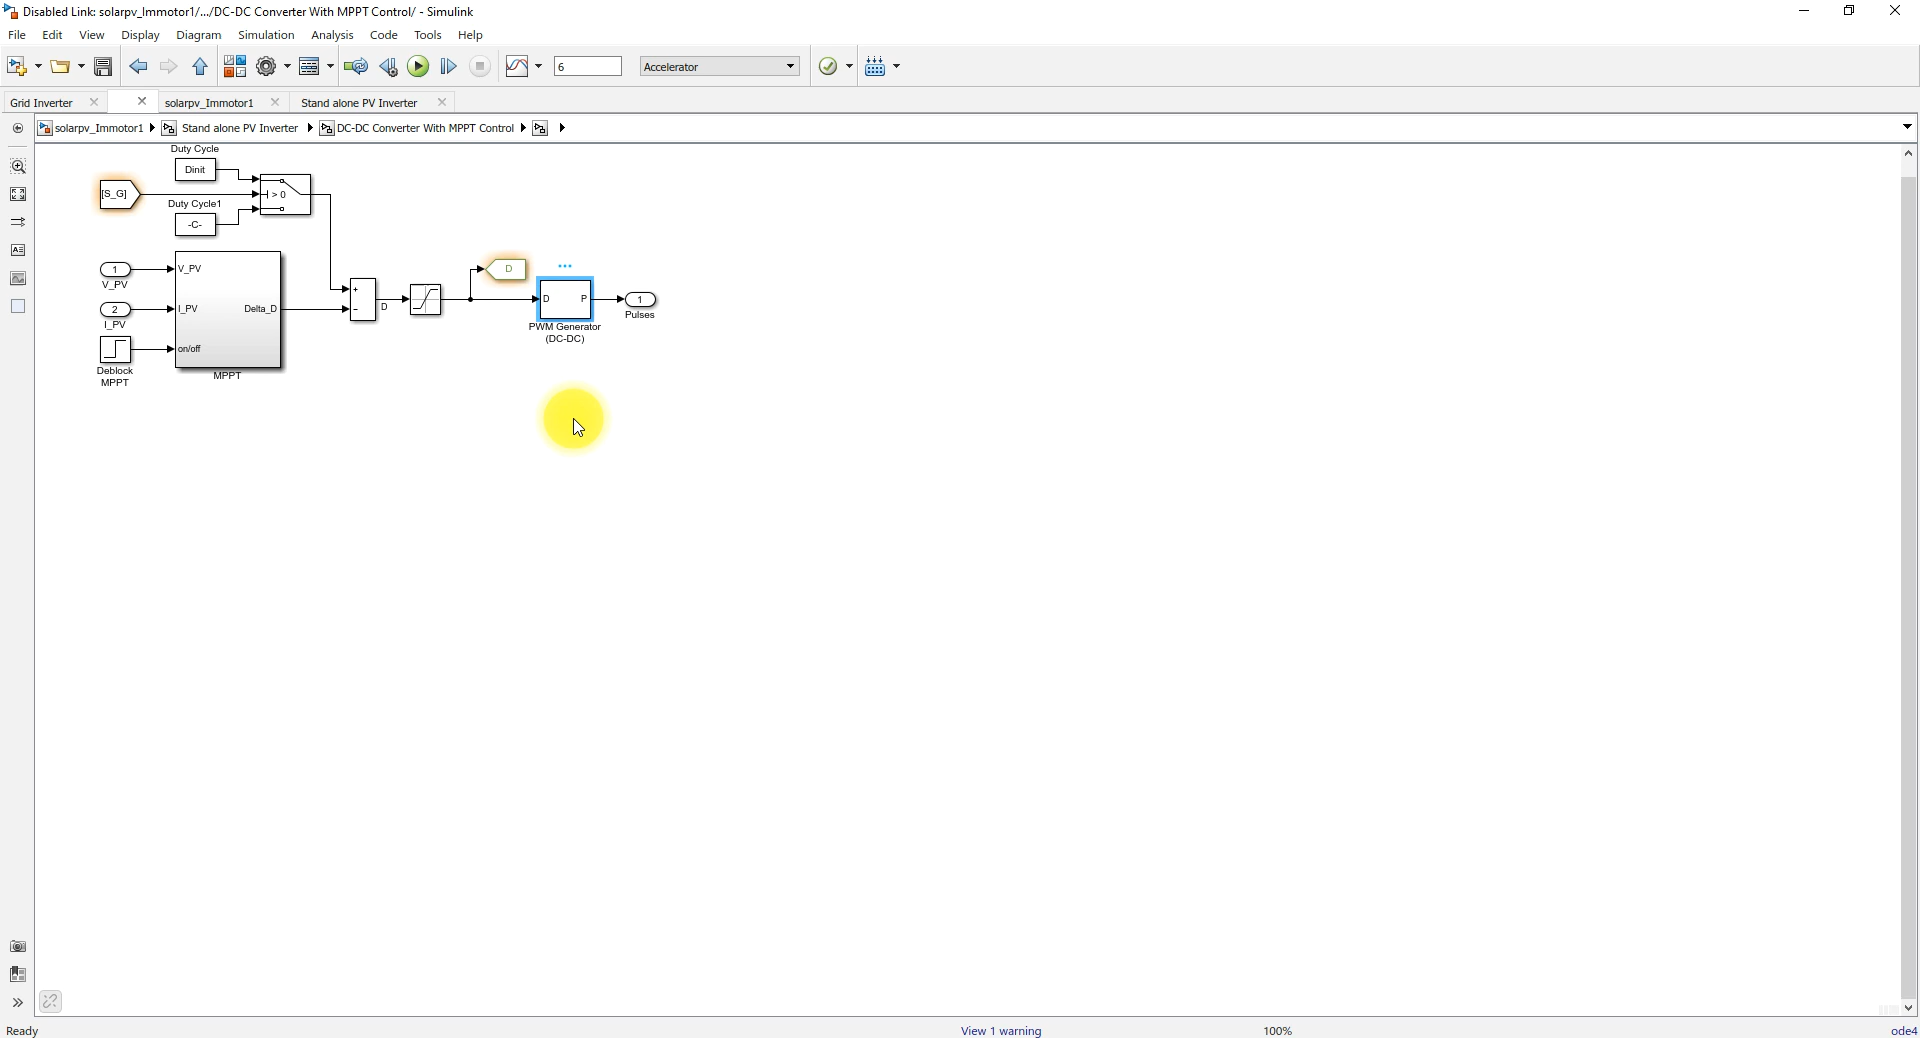 Disabled Link: solarpv_Immotor1/.../DC-DC Converter With MPPT Control/ - Simulink
File Edit View Display Diagram Simulation Analysis Code Tools Help
6 Accelerator
Grid Inverter solarpv_Immotor1 Stand alone PV Inverter
solarpv_Immotor1 Stand alone PV Inverter DC-DC Converter With MPPT Control
Duty Cycle
Dinit
[S_G]
> 0
Duty Cycle1
-C-
1 V_PV
V_PV
2 I_PV Delta_D
I_PV
on/off
Deblock
MPPT
MPPT
+
-
D
D
D P
PWM Generator
(DC-DC)
1
Pulses
Ready View 1 warning 100% ode4